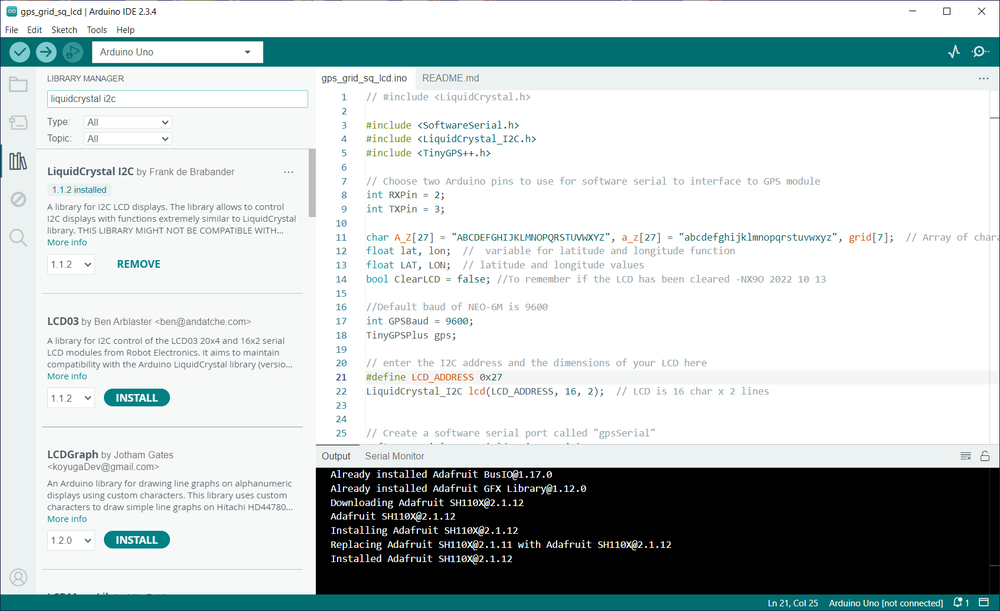 gps_grid_sq_lcd | Arduino IDE 2.3.4
File Edit Sketch Tools Help
Arduino Uno
LIBRARY MANAGER
liquidcrystal i2c
Type: All
Topic: All
LiquidCrystal I2C by Frank de Brabander
1.1.2 installed
A library for I2C LCD displays. The library allows to control
I2C displays with functions extremely similar to LiquidCrystal
library. THIS LIBRARY MIGHT NOT BE COMPATIBLE WITH...
More info
1.1.2 REMOVE
LCD03 by Ben Arblaster <ben@andatche.com>
A library for I2C control of the LCD03 20x4 and 16x2 serial
LCD modules from Robot Electronics. It aims to maintain
compatibility with the Arduino LiquidCrystal library (versio...
More info
1.1.2 INSTALL
LCDGraph by Jotham Gates
<koyugaDev@gmail.com>
An Arduino library for drawing line graphs on alphanumeric
displays using custom characters. This library uses custom
characters to draw simple line graphs on Hitachi HD44780...
More info
1.2.0 INSTALL
gps_grid_sq_lcd.ino README.md
1 // #include <LiquidCrystal.h>
2
3 #include <SoftwareSerial.h>
4 #include <LiquidCrystal_I2C.h>
5 #include <TinyGPS++.h>
6
7 // Choose two Arduino pins to use for software serial to interface to GPS module
8 int RXPin = 2;
9 int TXPin = 3;
10
11 char A_Z[27] = "ABCDEFGHIJKLMNOPQRSTUVWXYZ", a_z[27] = "abcdefghijklmnopqrstuvwxyz", grid[7]; // Array of chara
12 float lat, lon; // variable for latitude and longitude function
13 float LAT, LON; // latitude and longitude values
14 bool ClearLCD = false; //To remember if the LCD has been cleared -NX9O 2022 10 13
15
16 //Default baud of NEO-6M is 9600
17 int GPSBaud = 9600;
18 TinyGPSPlus gps;
19
20 // enter the I2C address and the dimensions of your LCD here
21 #define LCD_ADDRESS 0x27
22 LiquidCrystal_I2C lcd(LCD_ADDRESS, 16, 2); // LCD is 16 char x 2 lines
23
24
25 // Create a software serial port called "gpsSerial"
Output Serial Monitor
Already installed Adafruit BusIO@1.17.0
Already installed Adafruit GFX Library@1.12.0
Downloading Adafruit SH110X@2.1.12
Adafruit SH110X@2.1.12
Installing Adafruit SH110X@2.1.12
Replacing Adafruit SH110X@2.1.11 with Adafruit SH110X@2.1.12
Installed Adafruit SH110X@2.1.12
Ln 21, Col 25 Arduino Uno [not connected] 1